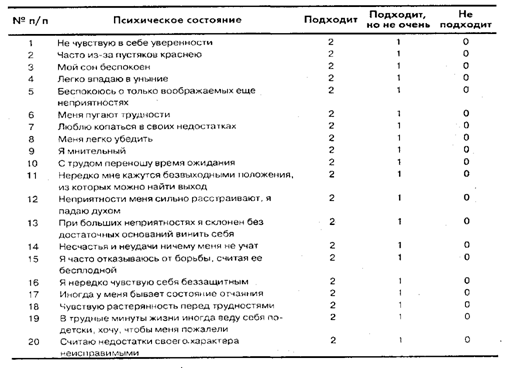 № п/п Психическое состояние Подходит Подходит, но не очень Не подходит
1 Не чувствую в себе уверенности 2 1 0
2 Часто из-за пустяков краснею 2 1 0
3 Мой сон беспокоен 2 1 0
4 Легко впадаю в уныние 2 1 0
5 Беспокоюсь о только воображаемых еще
неприятностях 2 1 0
6 Меня пугают трудности 2 1 0
7 Люблю копаться в своих недостатках 2 1 0
8 Меня легко убедить 2 1 0
9 Я мнительный 2 1 0
10 С трудом переношу время ожидания 2 1 0
11 Нередко мне кажутся безвыходными положения,
из которых можно найти выход 2 1 0
12 Неприятности меня сильно расстраивают, я
падаю духом 2 1 0
13 При больших неприятностях я склонен без
достаточных оснований винить себя 2 1 0
14 Несчастья и неудачи ничему меня не учат 2 1 0
15 Я часто отказываюсь от борьбы, считая ее
бесплодной 2 1 0
16 Я нередко чувствую себя беззащитным 2 1 0
17 Иногда у меня бывает состояние отчаяния 2 1 0
18 Чувствую растерянность перед трудностями 2 1 0
19 В трудные минуты жизни иногда веду себя по-
детски, хочу, чтобы меня пожалели 2 1 0
20 Считаю недостатки своего характера
неисправимыми 2 1 0